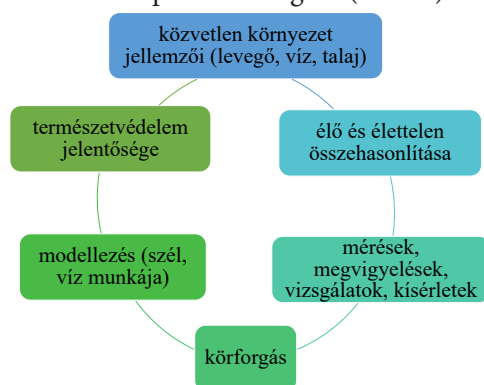 közvetlen környezet
jellemzői (levegő, víz, talaj)
természetvédelem
jelentősége
élő és élettelen
összehasonlítása
modellezés (szél,
víz munkája)
mérések,
megvigyelések,
vizsgálatok, kísérletek
körforgás